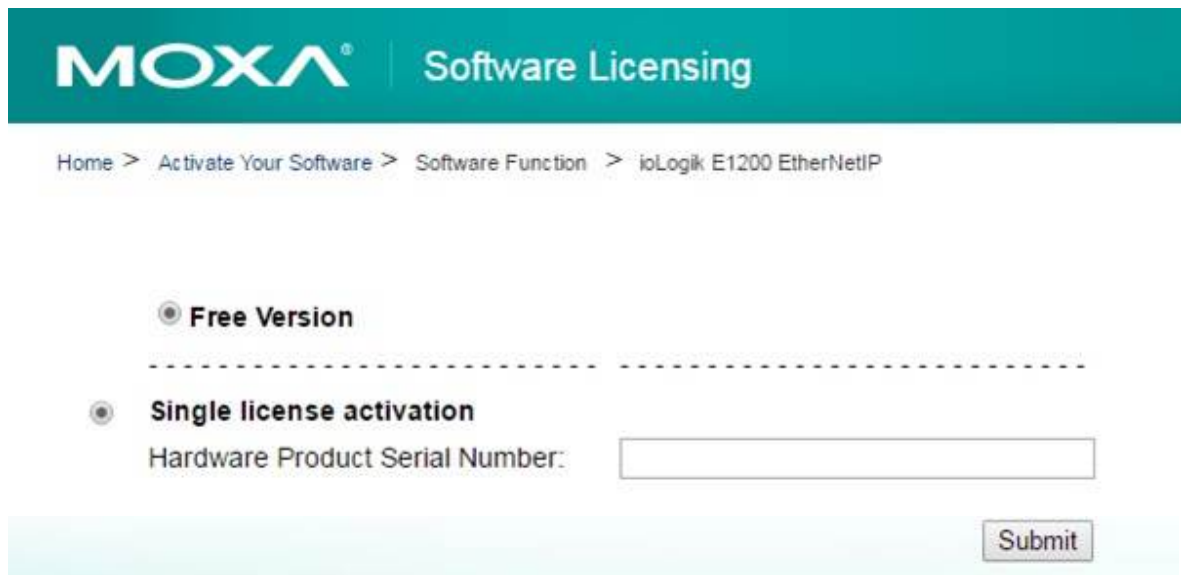 MOXA® Software Licensing
Home > Activate Your Software > Software Function > ioLogik E1200 EtherNetIP
Free Version
Single license activation
Hardware Product Serial Number:
Submit